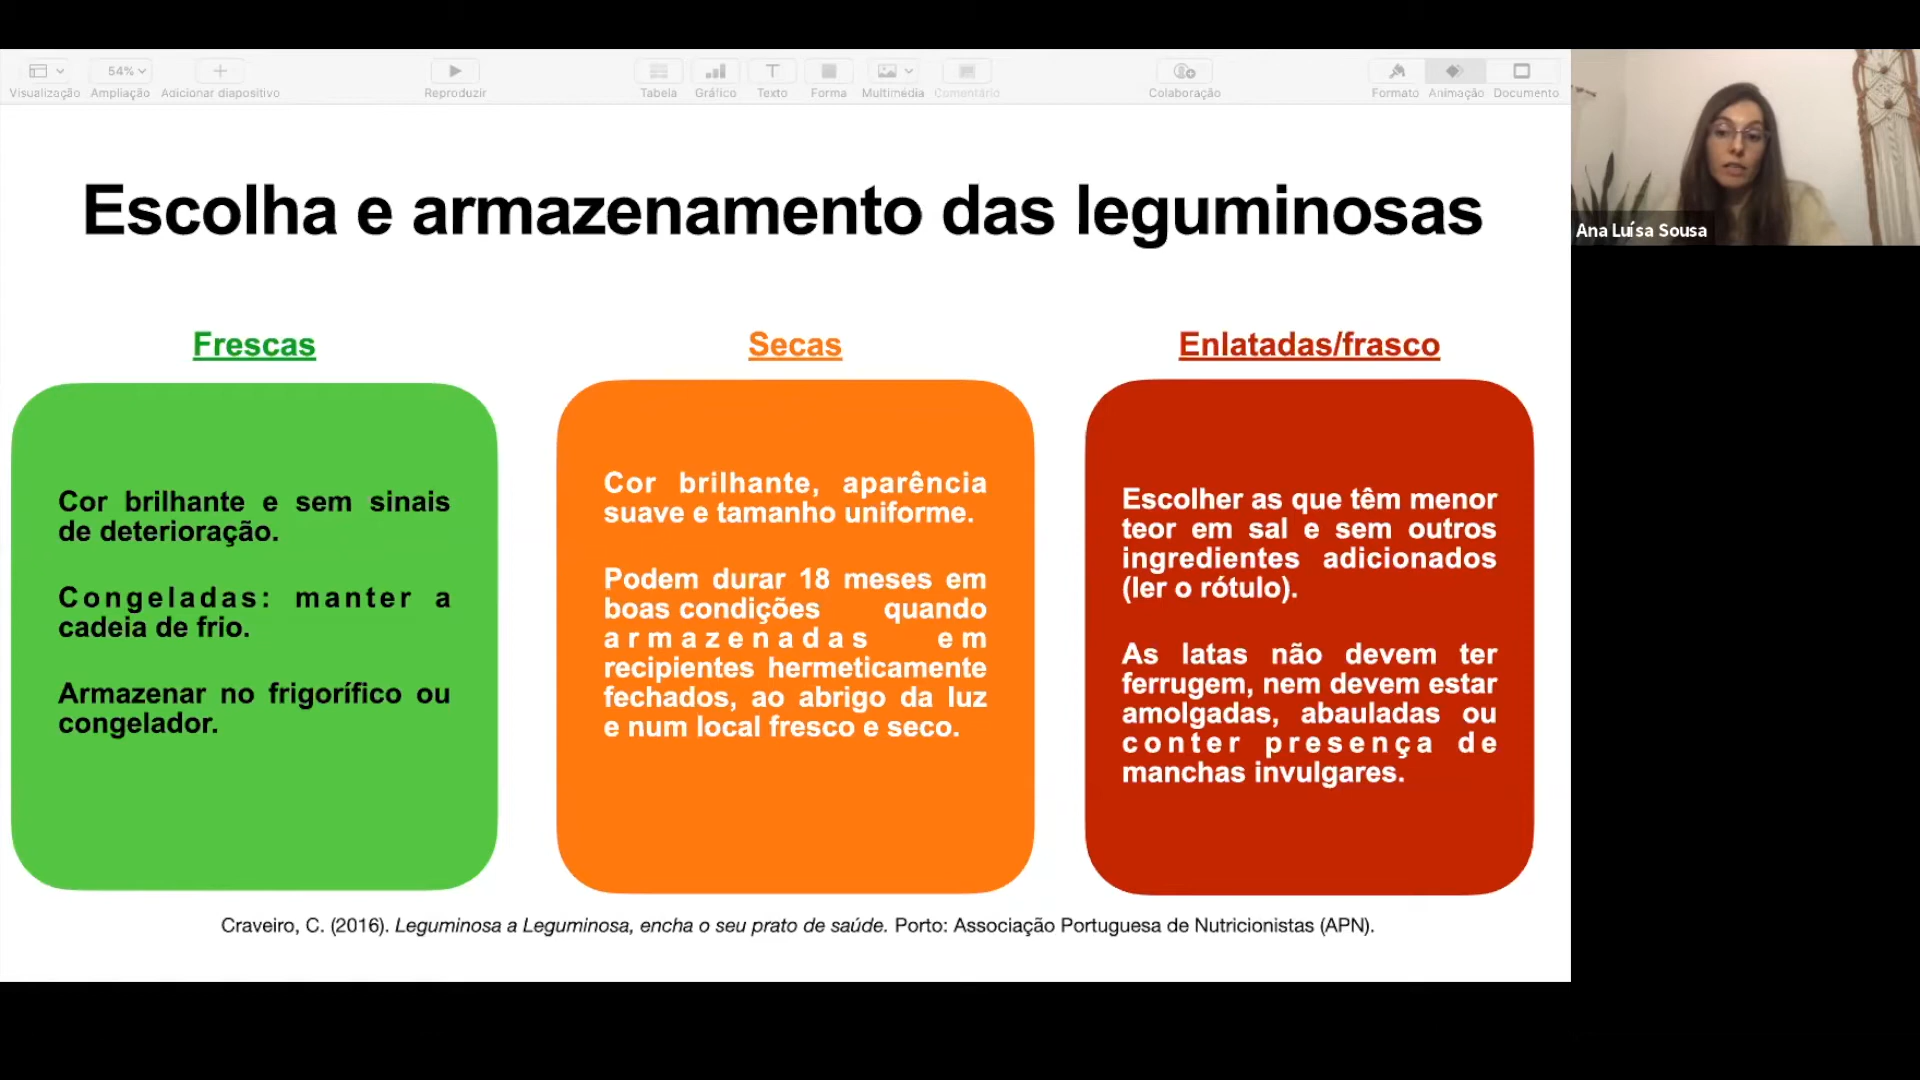 54%
Visualização Ampliação Adicionar diapositivo Reproduzir Tabela Gráfico Texto Forma Multimédia Comentário Colaboração Formato Animação Documento
Ana Luísa Sousa
Escolha e armazenamento das leguminosas
Frescas
Cor brilhante e sem sinais
de deterioração.
Congeladas: manter a
cadeia de frio.
Armazenar no frigorífico ou
congelador.
Secas
Cor brilhante, aparência
suave e tamanho uniforme.
Podem durar 18 meses em
boas condições quando
armazenadas em
recipientes hermeticamente
fechados, ao abrigo da luz
e num local fresco e seco.
Enlatadas/frasco
Escolher as que têm menor
teor em sal e sem outros
ingredientes adicionados
(ler o rótulo).
As latas não devem ter
ferrugem, nem devem estar
amolgadas, abauladas ou
conter presença de
manchas invulgares.
Craveiro, C. (2016). Leguminosa a Leguminosa, encha o seu prato de saúde. Porto: Associação Portuguesa de Nutricionistas (APN).